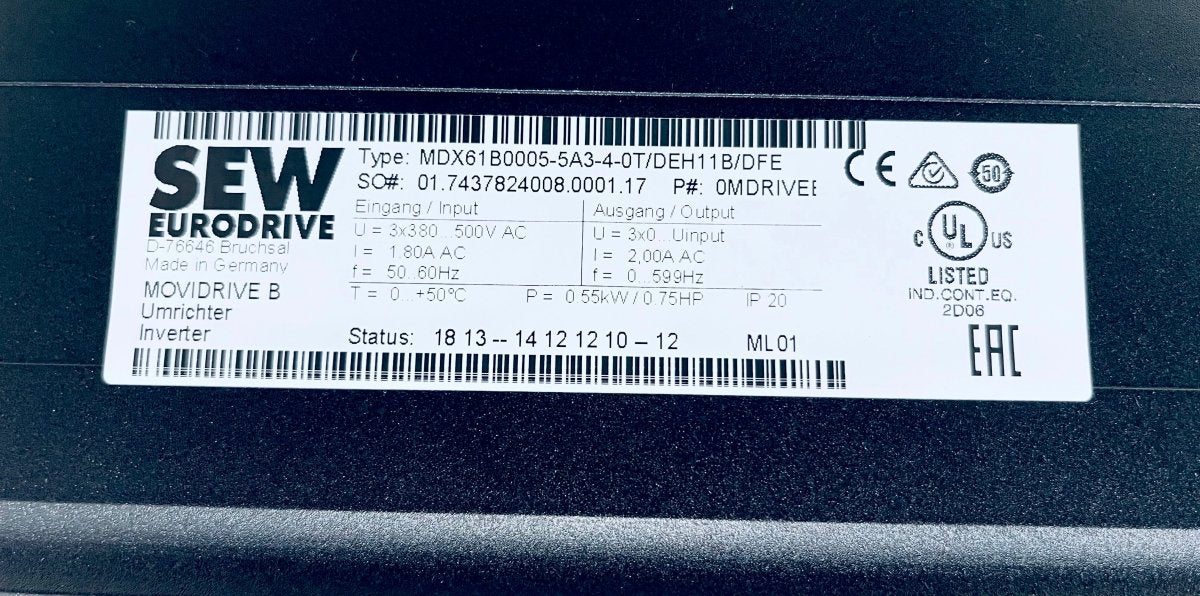 SEW
EURODRIVE
D-76646 Bruchsal
Made in Germany
MOVIDRIVE B
Umrichter
Inverter
Type: MDX61B0005-5A3-4-0T/DEH11B/DFE
SO#: 01.7437824008.0001.17 P#: 0MDRIVEE
Eingang / Input
U = 3x380...500V AC
I = 1.80A AC
f = 50...60Hz
Ausgang / Output
U = 3x0...Uinput
I = 2,00A AC
f = 0...599Hz
T = 0...+50°C P = 0.55kW / 0.75HP IP 20
Status: 18 13 -- 14 12 12 10 -- 12 ML 01
CE
50
C UL ® US
LISTED
IND.CONT.EQ.
2D06
EAC